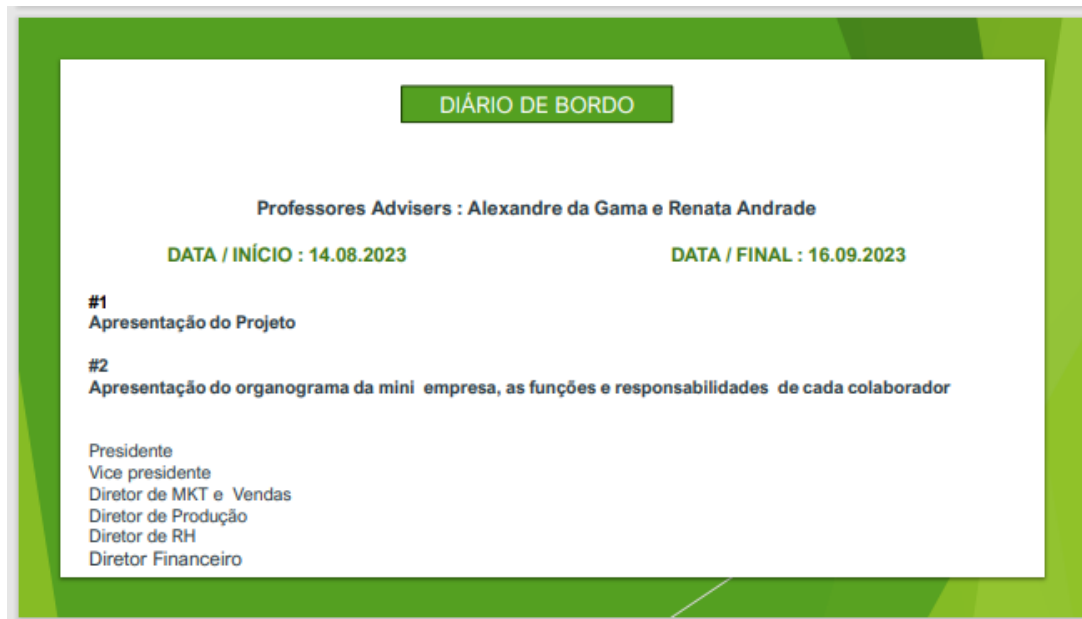 DIÁRIO DE BORDO
Professores Advisers : Alexandre da Gama e Renata Andrade
DATA / INÍCIO : 14.08.2023
DATA / FINAL : 16.09.2023
#1
Apresentação do Projeto
#2
Apresentação do organograma da mini empresa, as funções e responsabilidades de cada colaborador
Presidente
Vice presidente
Diretor de MKT e Vendas
Diretor de Produção
Diretor de RH
Diretor Financeiro